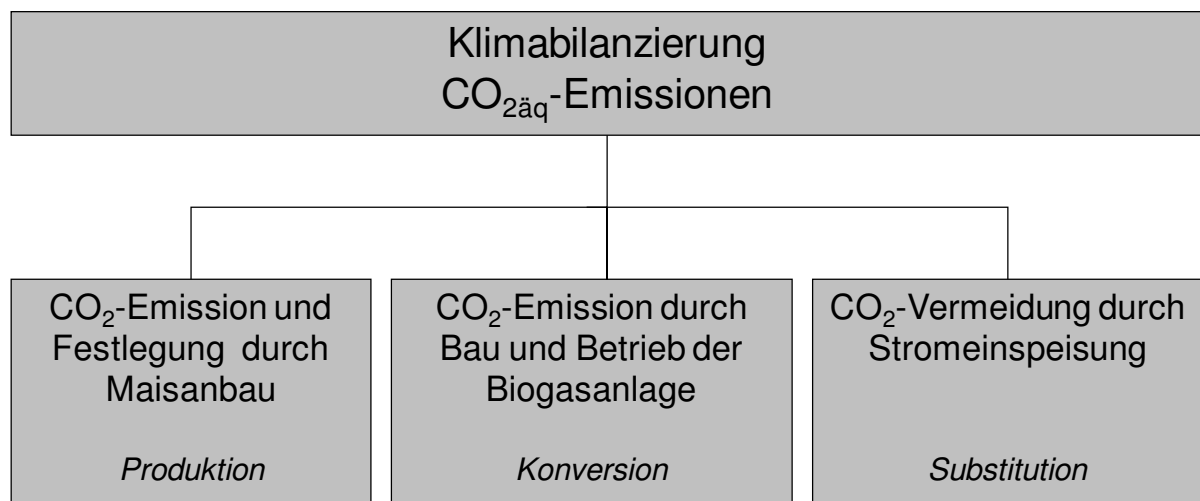 Klimabilanzierung
CO₂äq-Emissionen
CO₂-Emission und
Festlegung durch
Maisanbau
Produktion
CO₂-Emission durch
Bau und Betrieb der
Biogasanlage
Konversion
CO₂-Vermeidung durch
Stromeinspeisung
Substitution